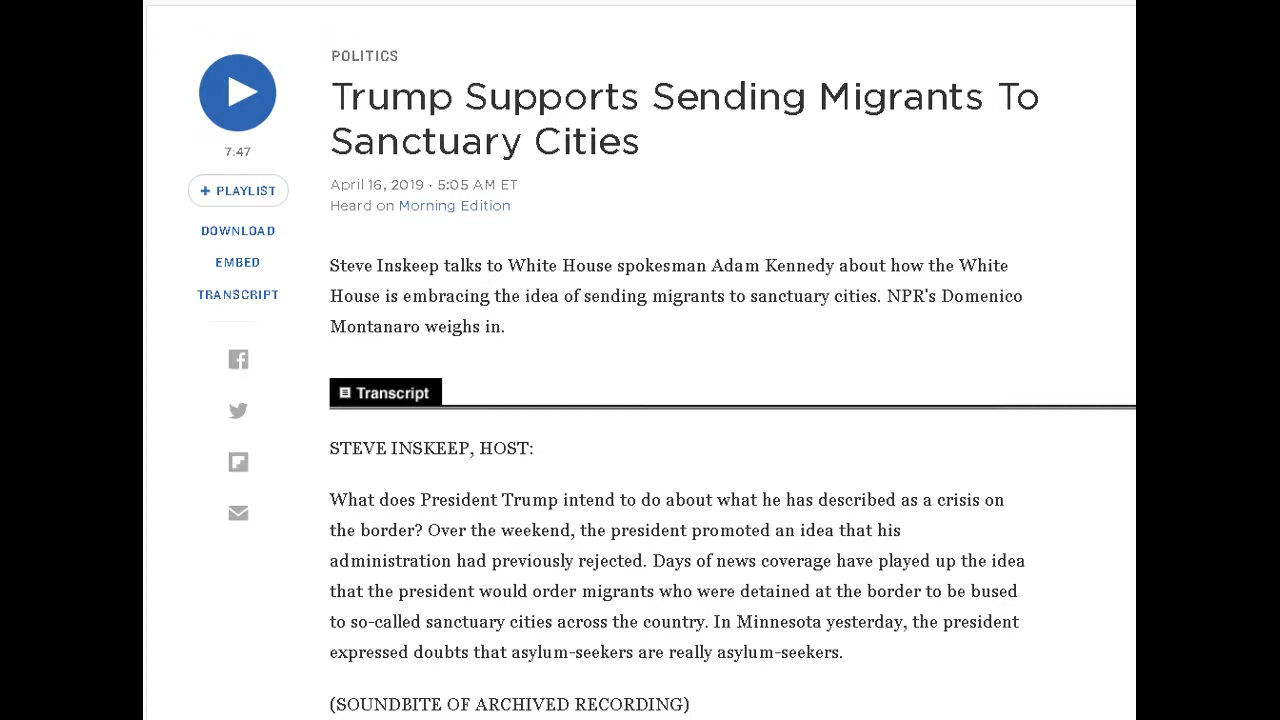 POLITICS
Trump Supports Sending Migrants To
Sanctuary Cities
7:47
April 16, 2019 · 5:05 AM ET
+ PLAYLIST
Heard on Morning Edition
DOWNLOAD
EMBED
TRANSCRIPT
Steve Inskeep talks to White House spokesman Adam Kennedy about how the White
House is embracing the idea of sending migrants to sanctuary cities. NPR's Domenico
Montanaro weighs in.
Transcript
STEVE INSKEEP, HOST:
What does President Trump intend to do about what he has described as a crisis on
the border? Over the weekend, the president promoted an idea that his
administration had previously rejected. Days of news coverage have played up the idea
that the president would order migrants who were detained at the border to be bused
to so-called sanctuary cities across the country. In Minnesota yesterday, the president
expressed doubts that asylum-seekers are really asylum-seekers.
(SOUNDBITE OF ARCHIVED RECORDING)